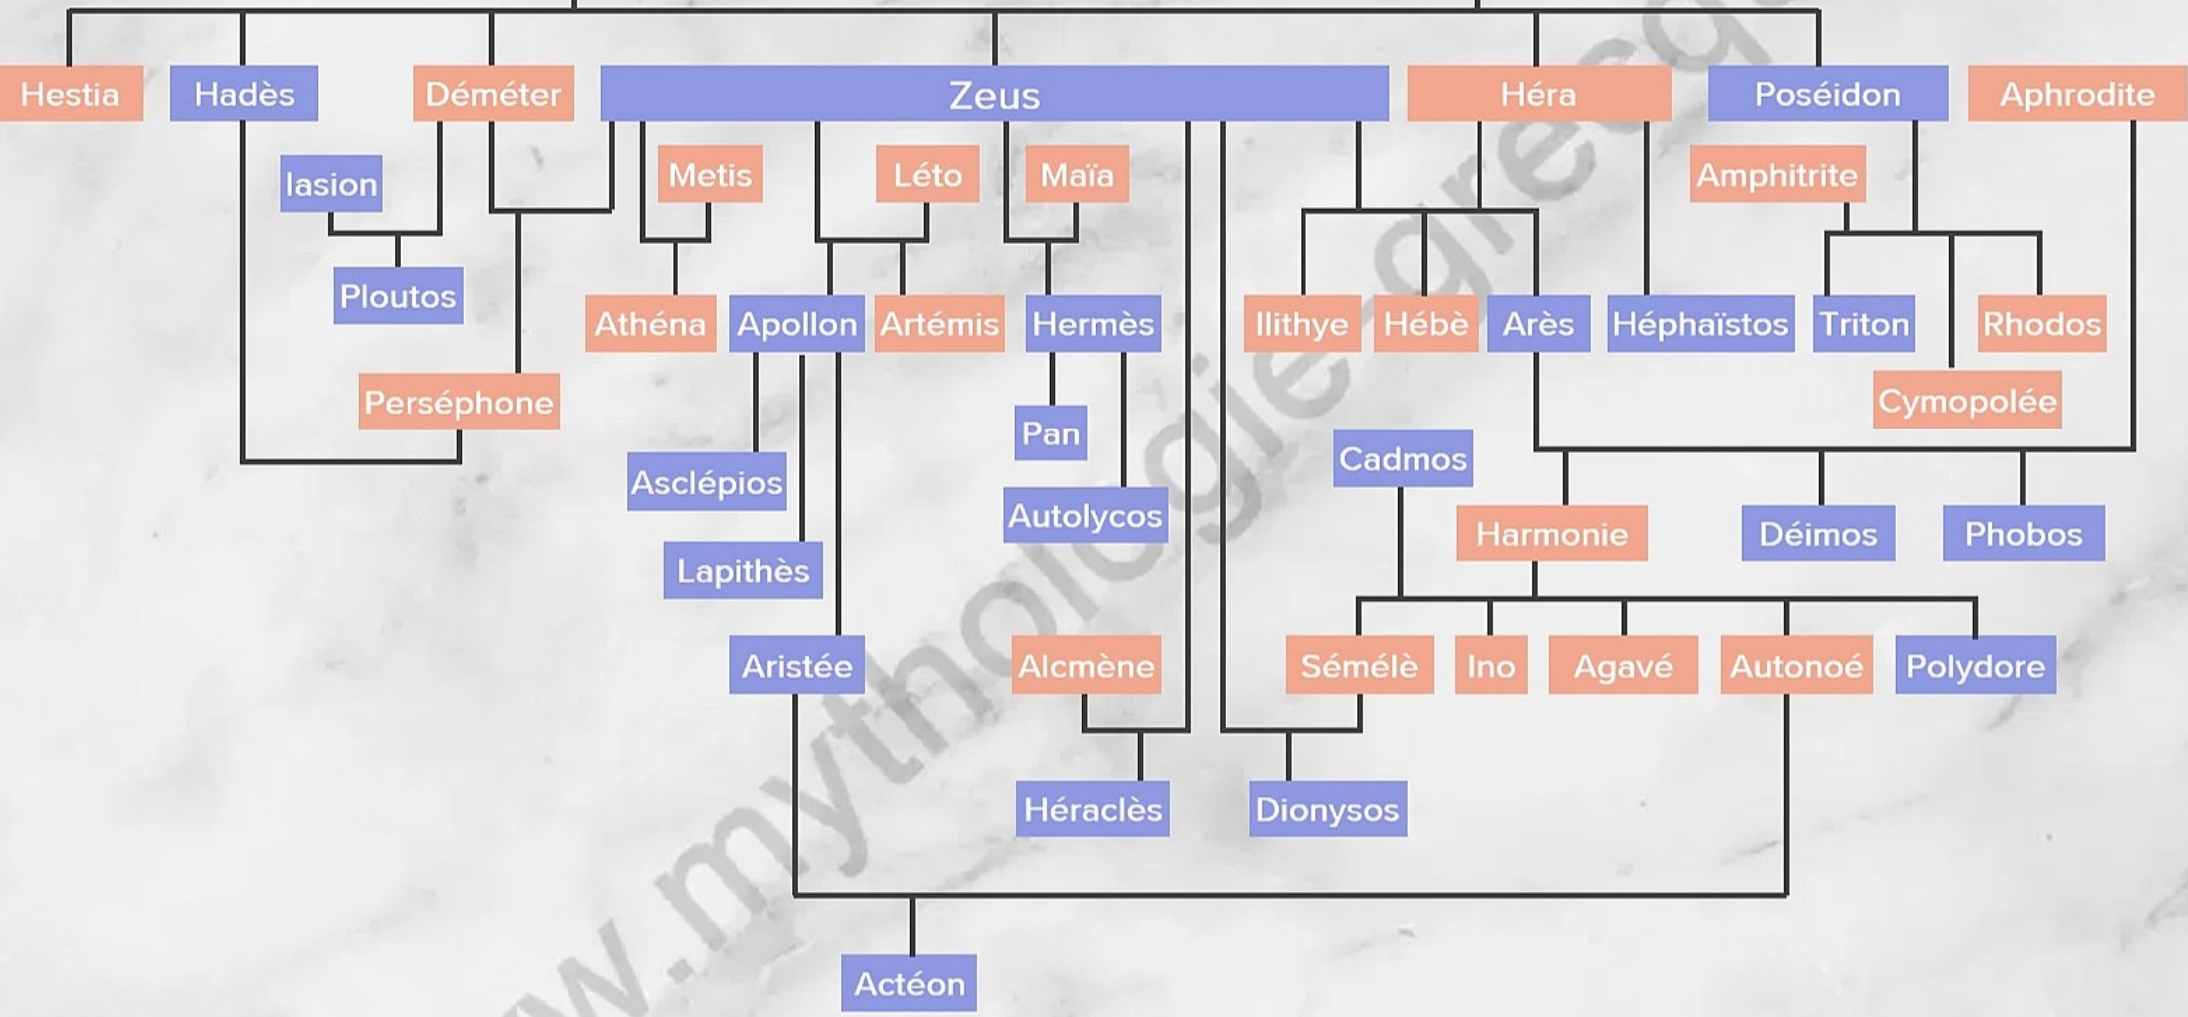 Hestia
Hadès
Déméter
Zeus
Héra
Poséidon
Aphrodite
Iasion
Metis
Léto
Maïa
Amphitrite
Ploutos
Athéna
Apollon
Artémis
Hermès
Ilithye
Hébè
Arès
Héphaïstos
Triton
Rhodos
Perséphone
Cymopolée
Pan
Cadmos
Asclépios
Autolycos
Harmonie
Déimos
Phobos
Lapithès
Aristée
Alcmène
Sémélè
Ino
Agavé
Autonoé
Polydore
Héraclès
Dionysos
Actéon
w.mythologie-grecqu